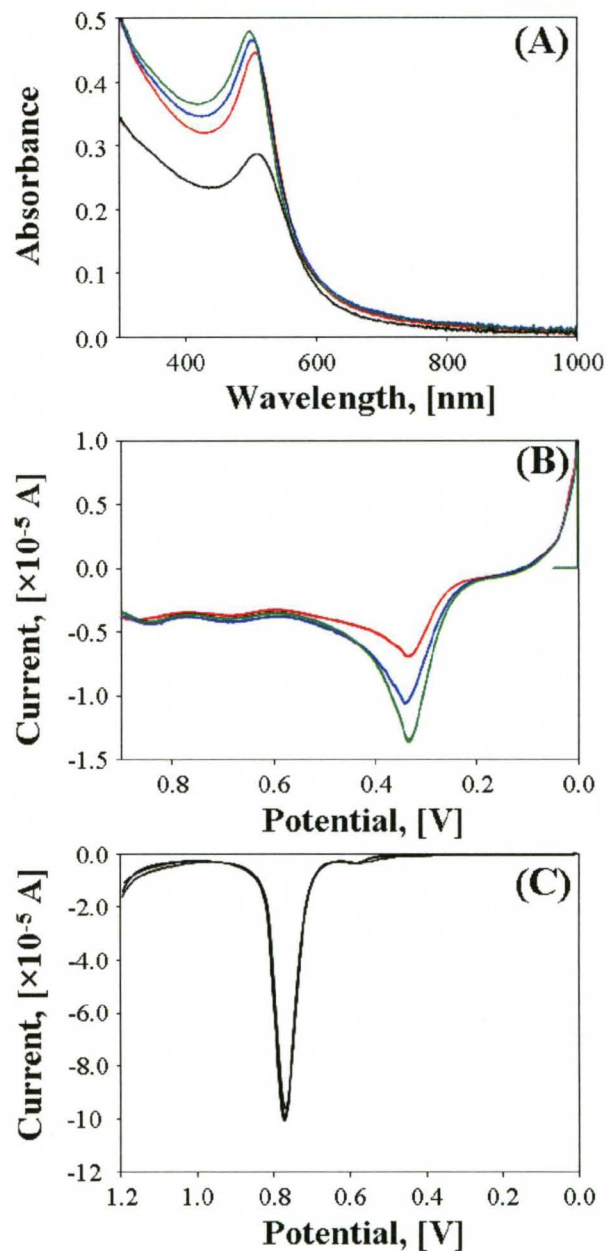 (A)
0.5
0.4
0.3
0.2
0.1
0.0
Absorbance
400 600 800 1000
Wavelength, [nm]
(B)
1.0
0.5
0.0
-0.5
-1.0
-1.5
Current, [×10-5 A]
0.8 0.6 0.4 0.2 0.0
Potential, [V]
(C)
0.0
-2.0
-4.0
-6.0
-8.0
-10
-12
Current, [×10-5 A]
1.2 1.0 0.8 0.6 0.4 0.2 0.0
Potential, [V]